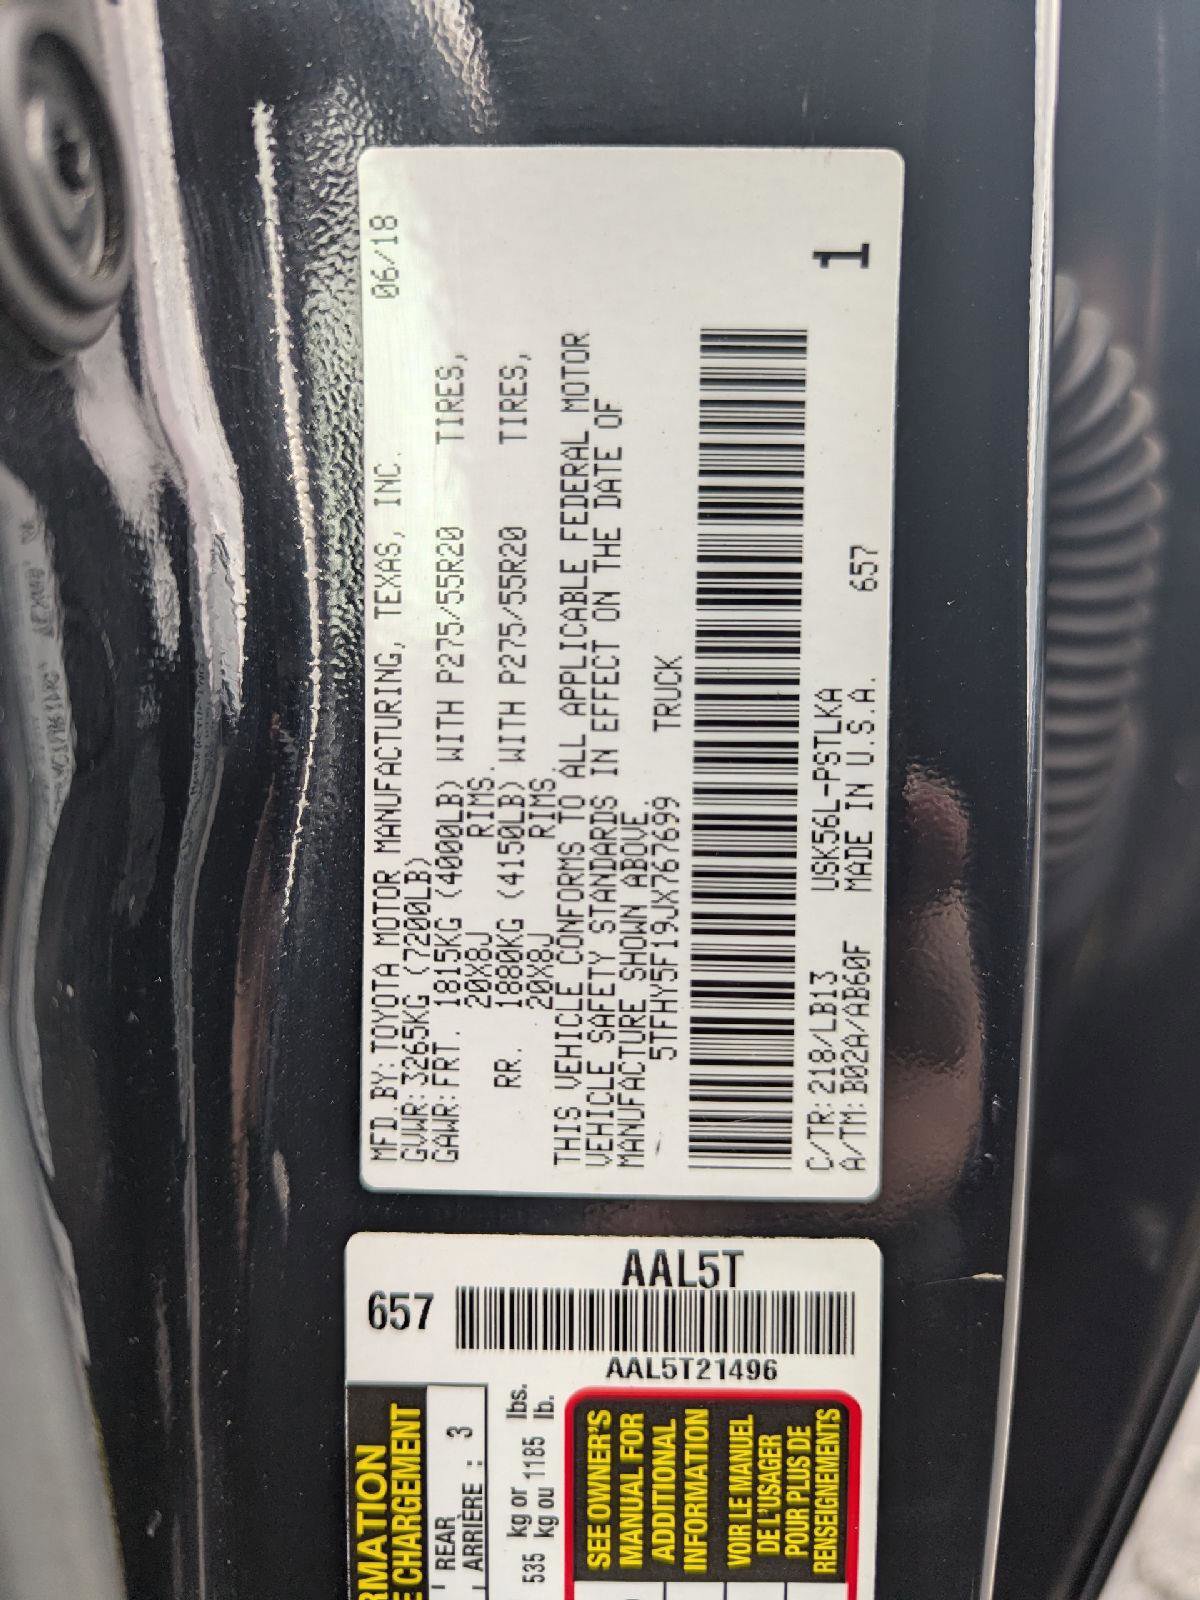 MFD.BY:TOYOTA MOTOR MANUFACTURING, TEXAS, INC. 06/18
GVWR:3265KG (7200LB)
GAWR:FRT. 1815KG (4000LB) WITH P275/55R20 TIRES,
20X8J RIMS,
RR. 1880KG (4150LB) WITH P275/55R20 TIRES,
20X8J RIMS.
THIS VEHICLE CONFORMS TO ALL APPLICABLE FEDERAL MOTOR
VEHICLE SAFETY STANDARDS IN EFFECT ON THE DATE OF
MANUFACTURE SHOWN ABOVE.
5TFHY5F19JX767699 TRUCK
C/TR:218/LB13 USK56L-PSTLKA 1
A/TM:B02A/AB60F MADE IN U.S.A. 657
657
AAL5T
AAL5T21496
RMATION
E CHARGEMENT
REAR
ARRIÈRE : 3
535 kg or 1185 lbs.
kg ou lb.
SEE OWNER'S
MANUAL FOR
ADDITIONAL
INFORMATION
VOIR LE MANUEL
DE L'USAGER
POUR PLUS DE
RENSEIGNEMENTS